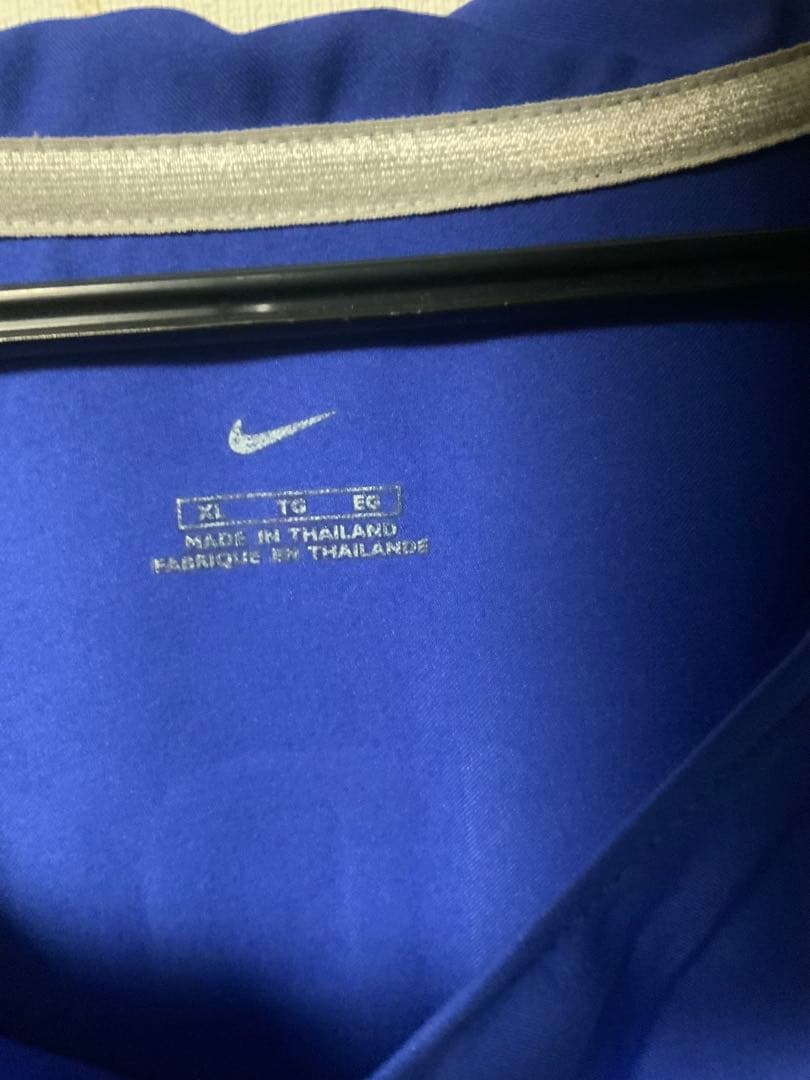 XL TG EG
MADE IN THAILAND
FABRIQUE EN THAILANDE